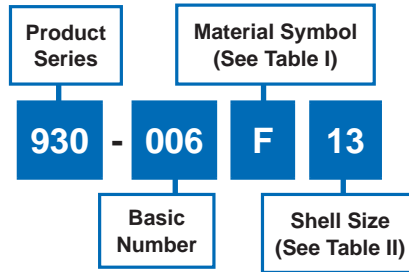 Product
Series
Material Symbol
(See Table I)
930 - 006 F 13
Basic
Number
Shell Size
(See Table II)